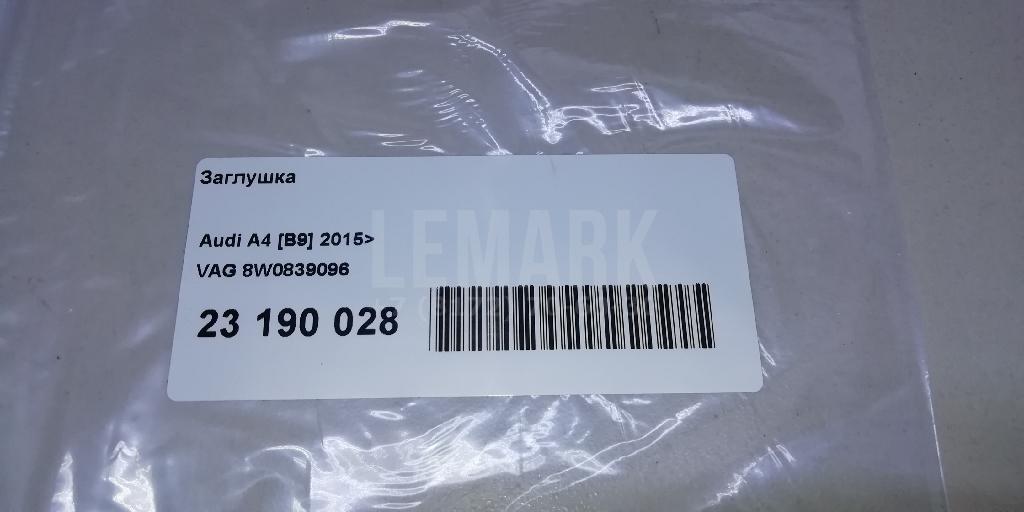 Заглушка
Audi A4 [B9] 2015>
VAG 8W0839096
23 190 028
LEMARK